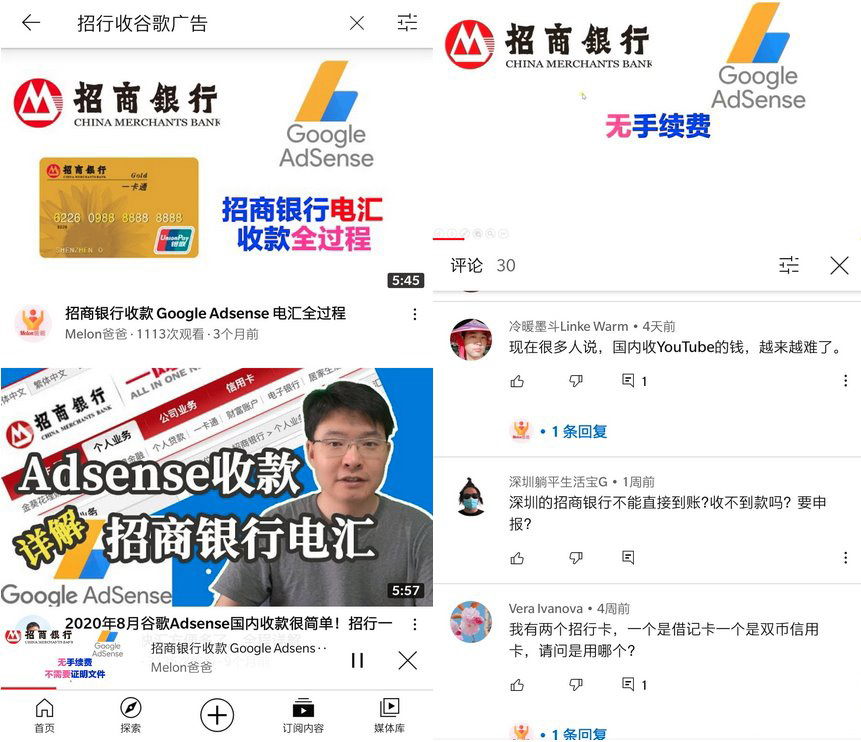 招行收谷歌广告
招商银行
CHINA MERCHANTS BANK
Google
AdSense
招商银行
Gold
一卡通
6226 0988 8888 8888
UnionPay
银联
招商银行电汇
收款全过程
5:45
招商银行收款 Google Adsense 电汇全过程
Melon爸爸 · 1113次观看 · 3个月前
繁体中文
ALL IN ONE
招商银行
CHINA MERCHANTS BANK
个人业务
公司业务
信用卡
个人贷款
一卡通
财富账户
电子银行
Adsense收款
详解
招商银行电汇
Google AdSense
5:57
2020年8月谷歌Adsense国内收款很简单！招行一
招商银行
Google
AdSense
无手续费
不需要证明文件
招商银行收款 Google Adsens··
Melon爸爸
首页
探索
订阅内容
媒体库
招商银行
CHINA MERCHANTS BANK
Google
AdSense
无手续费
评论 30
冷暖墨斗Linke Warm • 4天前
现在很多人说，国内收YouTube的钱，越来越难了。
1
• 1 条回复
深圳躺平生活宝G • 1周前
深圳的招商银行不能直接到账?收不到款吗？要申
报？
Vera Ivanova • 4周前
我有两个招行卡，一个是借记卡一个是双币信用
卡，请问是用哪个？
1
• 1 条回复